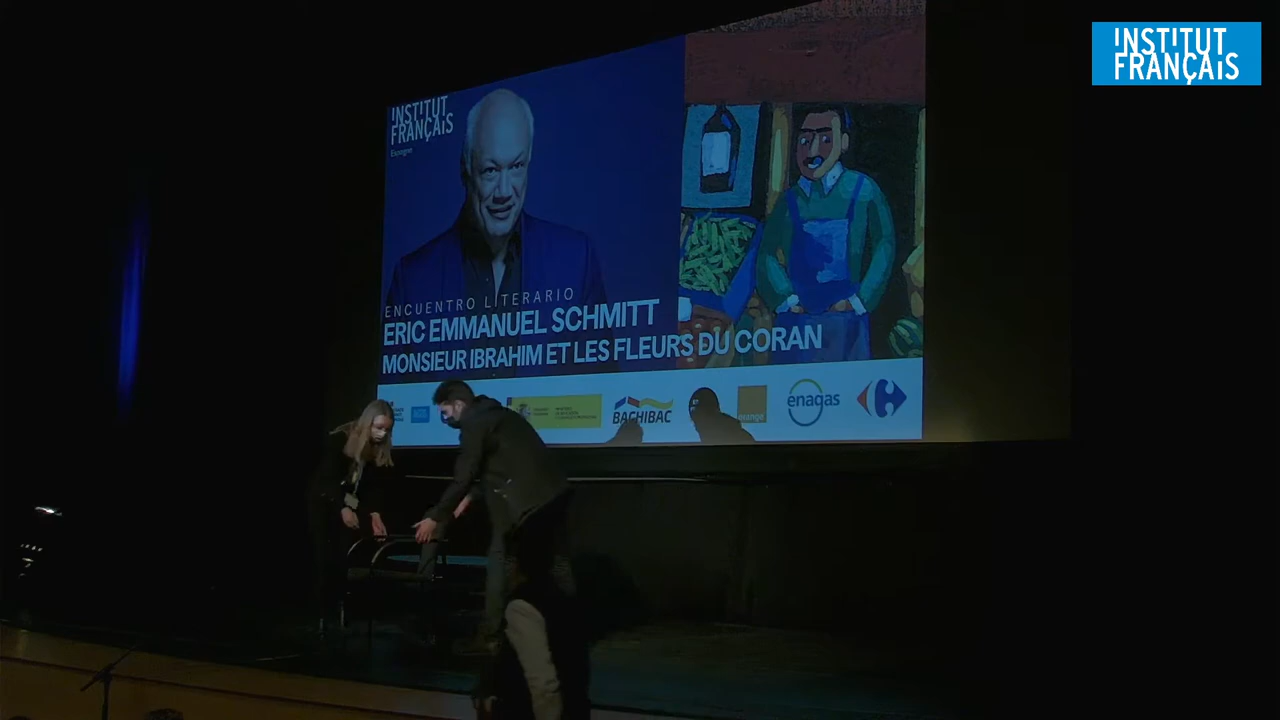 INSTITUT
FRANÇAIS
INSTITUT
FRANÇAIS
Espagne
ENCUENTRO LITERARIO
ERIC EMMANUEL SCHMITT
MONSIEUR IBRAHIM ET LES FLEURS DU CORAN
BACHIBAC
orange
enagas